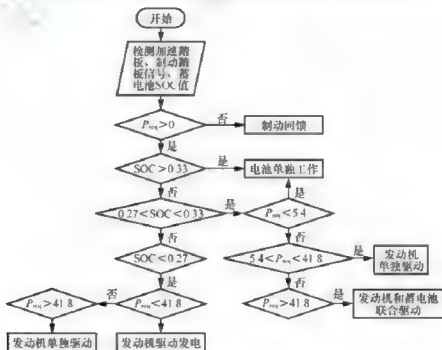 开始
检测加速踏
板、制动踏
板信号、蓄
电池SOC值
P_req>0
否
制动回馈
是
SOC>0.33
是
电池单独工作
否
是
0.27<SOC<0.33
是
P_req<5.4
否
否
SOC<0.27
5.4<P_req<41.8
是
发动机
单独驱动
是
否
P_req>41.8
否
P_req<41.8
P_req>41.8
是
发动机和蓄电池
联合驱动
是
是
发动机单独驱动
发动机驱动发电